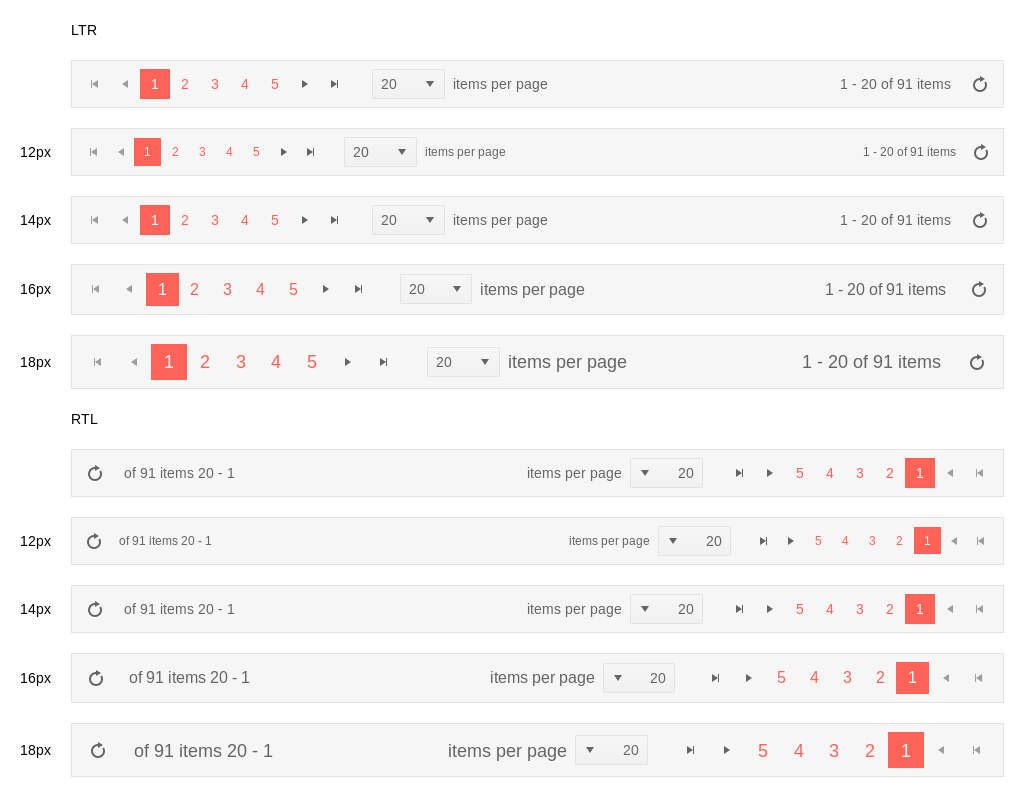 LTR
1 2 3 4 5 20 items per page 1 - 20 of 91 items
12px 1 2 3 4 5 20 items per page 1 - 20 of 91 items
14px 1 2 3 4 5 20 items per page 1 - 20 of 91 items
16px 1 2 3 4 5 20 items per page 1 - 20 of 91 items
18px 1 2 3 4 5 20 items per page 1 - 20 of 91 items
RTL
of 91 items 20 - 1 items per page 20 5 4 3 2 1
12px of 91 items 20 - 1 items per page 20 5 4 3 2 1
14px of 91 items 20 - 1 items per page 20 5 4 3 2 1
16px of 91 items 20 - 1 items per page 20 5 4 3 2 1
18px of 91 items 20 - 1 items per page 20 5 4 3 2 1